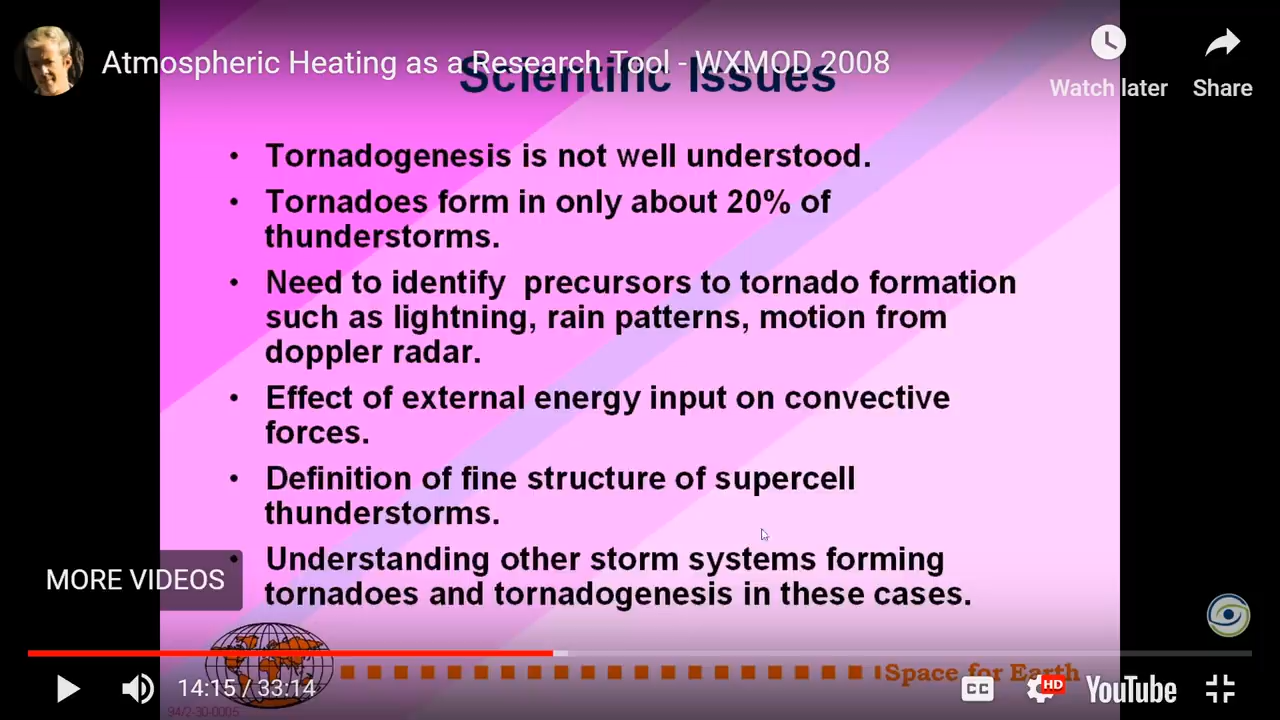 Atmospheric Heating as a Research Tool - WXMOD 2008
Scientific Issues
Watch later
Share
• Tornadogenesis is not well understood.
• Tornadoes form in only about 20% of
thunderstorms.
• Need to identify precursors to tornado formation
such as lightning, rain patterns, motion from
doppler radar.
• Effect of external energy input on convective
forces.
• Definition of fine structure of supercell
thunderstorms.
• Understanding other storm systems forming
tornadoes and tornadogenesis in these cases.
MORE VIDEOS
Space for Earth
14:15 / 33:14
CC
HD
YouTube
94/2-30-0005